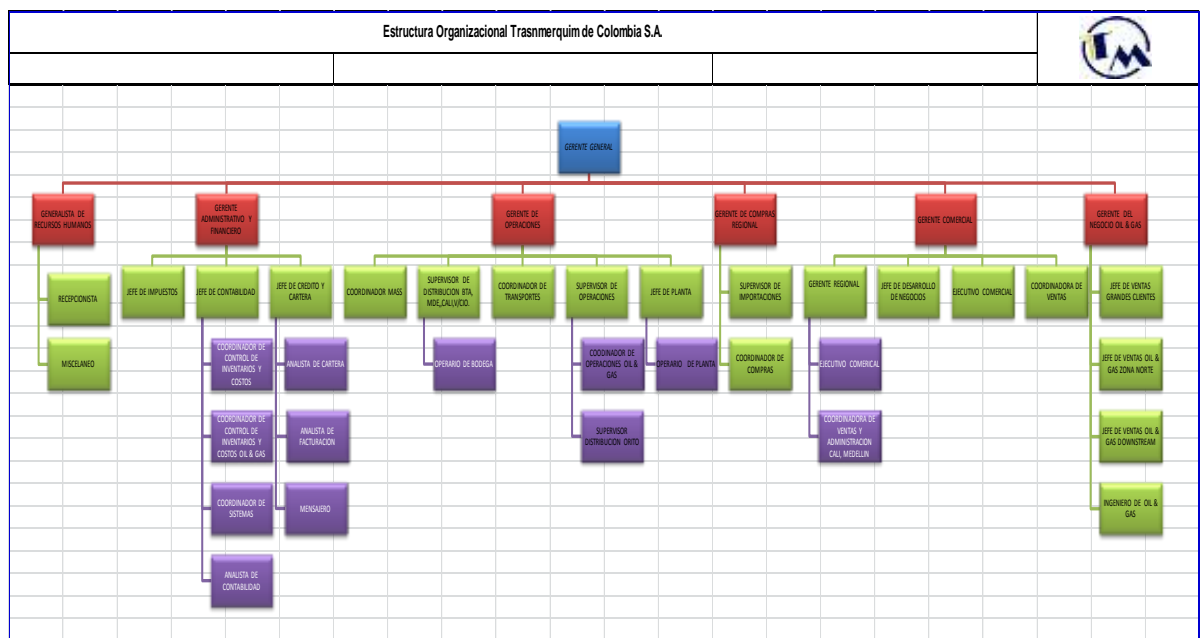 Estructura Organizacional Trasnmerquim de Colombia S.A.
TM
GERENTE GENERAL
GENERALISTA DE
RECURSOS HUMANOS
GERENTE
ADMINISTRATIVO Y
FINANCIERO
GERENTE DE
OPERACIONES
GERENTE DE COMPRAS
REGIONAL
GERENTE COMERCIAL
GERENTE DEL
NEGOCIO OIL & GAS
RECEPCIONISTA
JEFE DE IMPUESTOS
JEFE DE CONTABILIDAD
JEFE DE CREDITO Y
CARTERA
COORDINADOR MASS
SUPERVISOR DE
DISTRIBUCION BTA,
MDE,CALI,V/CIO.
COORDINADOR DE
TRANSPORTES
SUPERVISOR DE
OPERACIONES
JEFE DE PLANTA
SUPERVISOR DE
IMPORTACIONES
GERENTE REGIONAL
JEFE DE DESARROLLO
DE NEGOCIOS
EJECUTIVO COMERCIAL
COORDINADORA DE
VENTAS
JEFE DE VENTAS
GRANDES CLIENTES
MISCELANEO
COORDINADOR DE
CONTROL DE
INVENTARIOS Y
COSTOS
ANALISTA DE CARTERA
OPERARIO DE BODEGA
COODINADOR DE
OPERACIONES OIL &
GAS
OPERARIO DE PLANTA
COORDINADOR DE
COMPRAS
EJECUTIVO COMERICAL
JEFE DE VENTAS OIL &
GAS ZONA NORTE
COORDINADOR DE
CONTROL DE
INVENTARIOS Y
COSTOS OIL & GAS
ANALISTA DE
FACTURACION
SUPERVISOR
DISTRIBUCION ORITO
COORDINADORA DE
VENTAS Y
ADMINISTRACION
CALI, MEDELLIN
JEFE DE VENTAS OIL &
GAS DOWNSTREAM
COORDINADOR DE
SISTEMAS
MENSAJERO
INGENIERO DE OIL &
GAS
ANALISTA DE
CONTABILIDAD